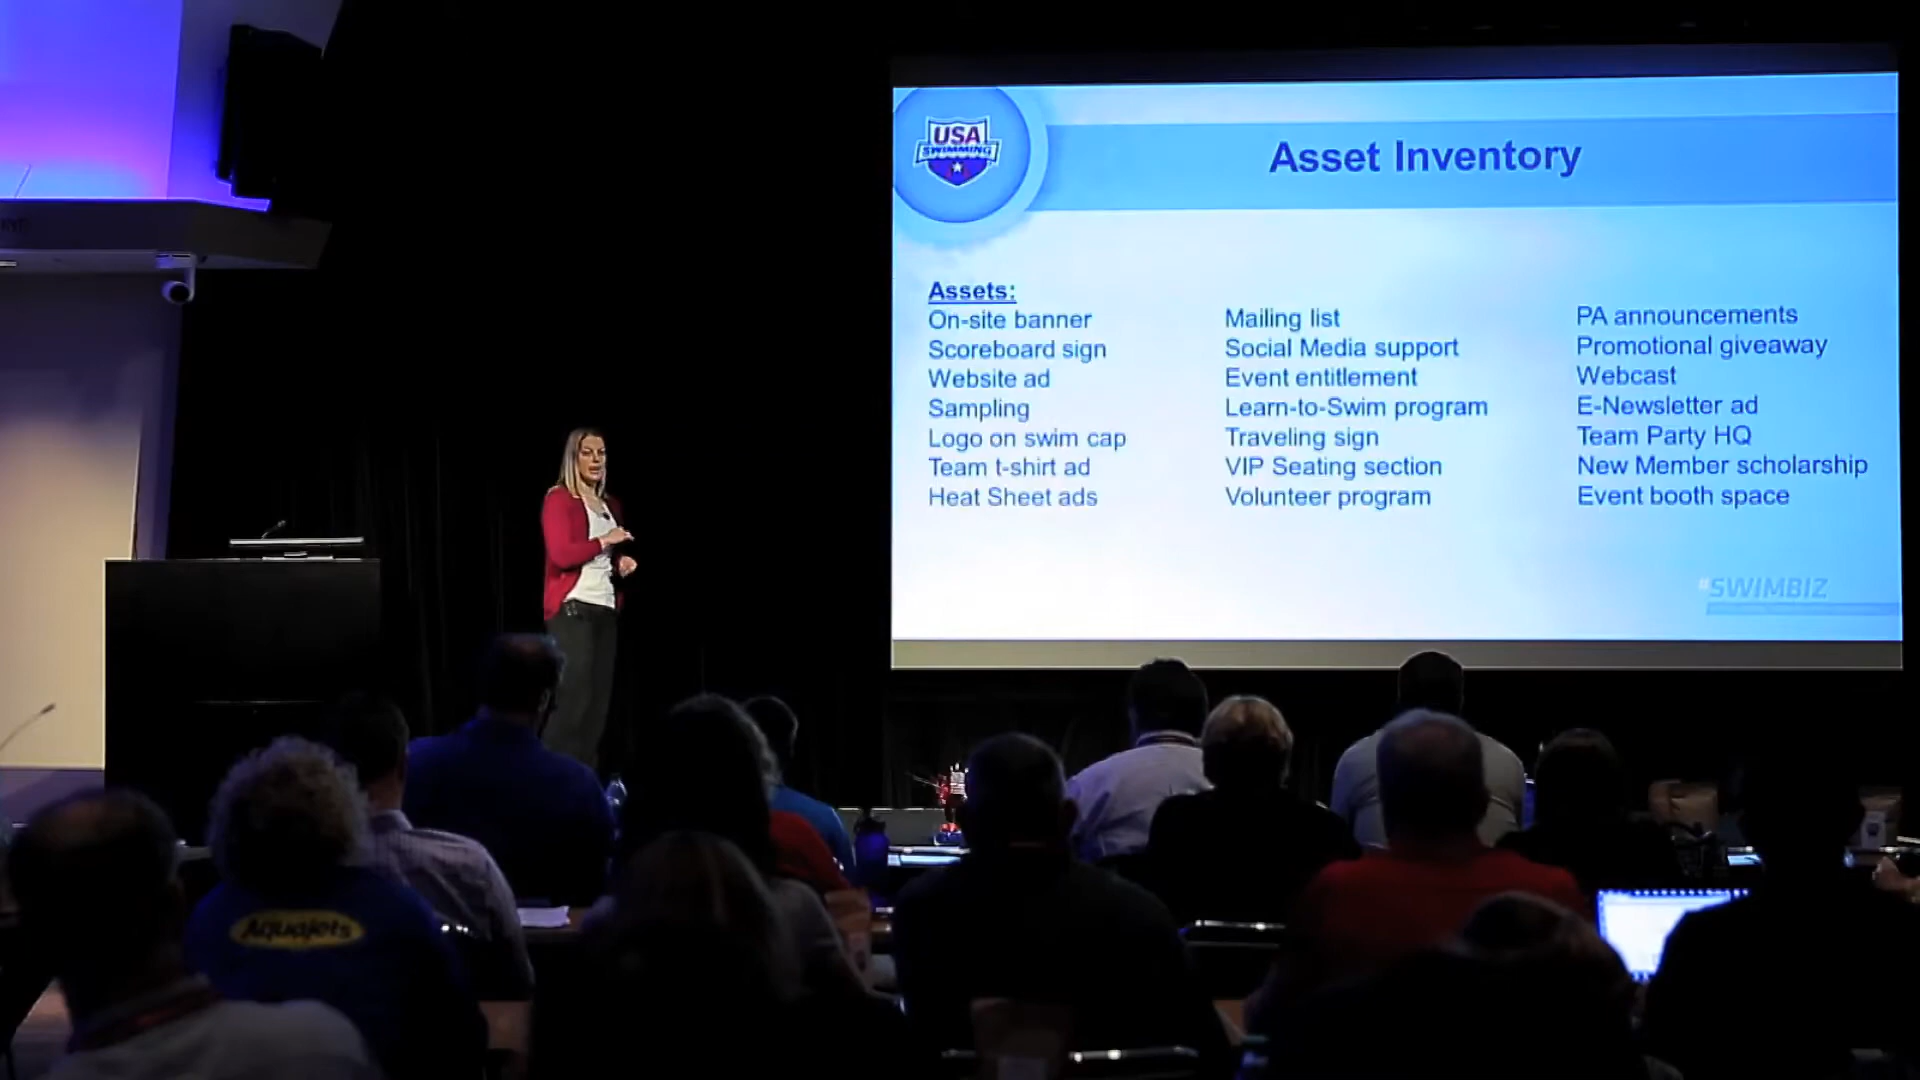 USA
SWIMMING
Asset Inventory
Assets:
On-site banner
Scoreboard sign
Website ad
Sampling
Logo on swim cap
Team t-shirt ad
Heat Sheet ads
Mailing list
Social Media support
Event entitlement
Learn-to-Swim program
Traveling sign
VIP Seating section
Volunteer program
PA announcements
Promotional giveaway
Webcast
E-Newsletter ad
Team Party HQ
New Member scholarship
Event booth space
#SWIMBIZ
Aquajets